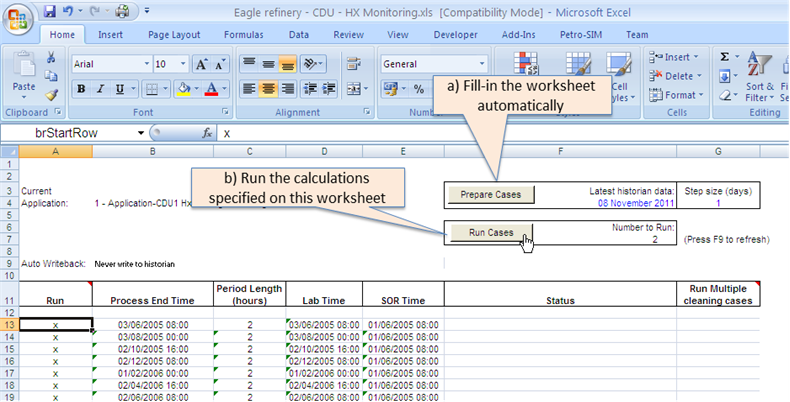 Eagle refinery - CDU - HX Monitoring.xls [Compatibility Mode] - Microsoft Excel
Home Insert Page Layout Formulas Data Review View Developer Add-Ins Petro-SIM Team
Arial 10 A A General Insert Σ A Z
Paste B I U A % Delete Sort & Find
Cell Styles Format Filter Sele
Clipboard Font Alignment Cells Editing
brStartRow fx x
a) Fill-in the worksheet automatically
b) Run the calculations specified on this worksheet
A B C D E F G
1
2
3 Current Prepare Cases Latest historian data: Step size (days)
4 Application: 1 - Application-CDU1 Hx 08 November 2011 1
5
6 Run Cases Number to Run:
7 2 (Press F9 to refresh)
8
9 Auto Writeback: Never write to historian
10
Period Length Run Multiple
11 Run Process End Time (hours) Lab Time SOR Time Status cleaning cases
12
13 x 03/06/2005 08:00 2 03/06/2005 08:00 01/06/2005 08:00
14 x 03/08/2005 00:00 2 03/08/2005 00:00 01/06/2005 08:00
15 x 02/10/2005 16:00 2 02/10/2005 16:00 01/06/2005 08:00
16 x 02/12/2005 08:00 2 02/12/2005 08:00 01/06/2005 08:00
17 x 01/02/2006 00:00 2 01/02/2006 00:00 01/06/2005 08:00
18 x 02/04/2006 16:00 2 02/04/2006 16:00 01/06/2005 08:00
19 x 02/06/2006 08:00 2 02/06/2006 08:00 01/06/2005 08:00